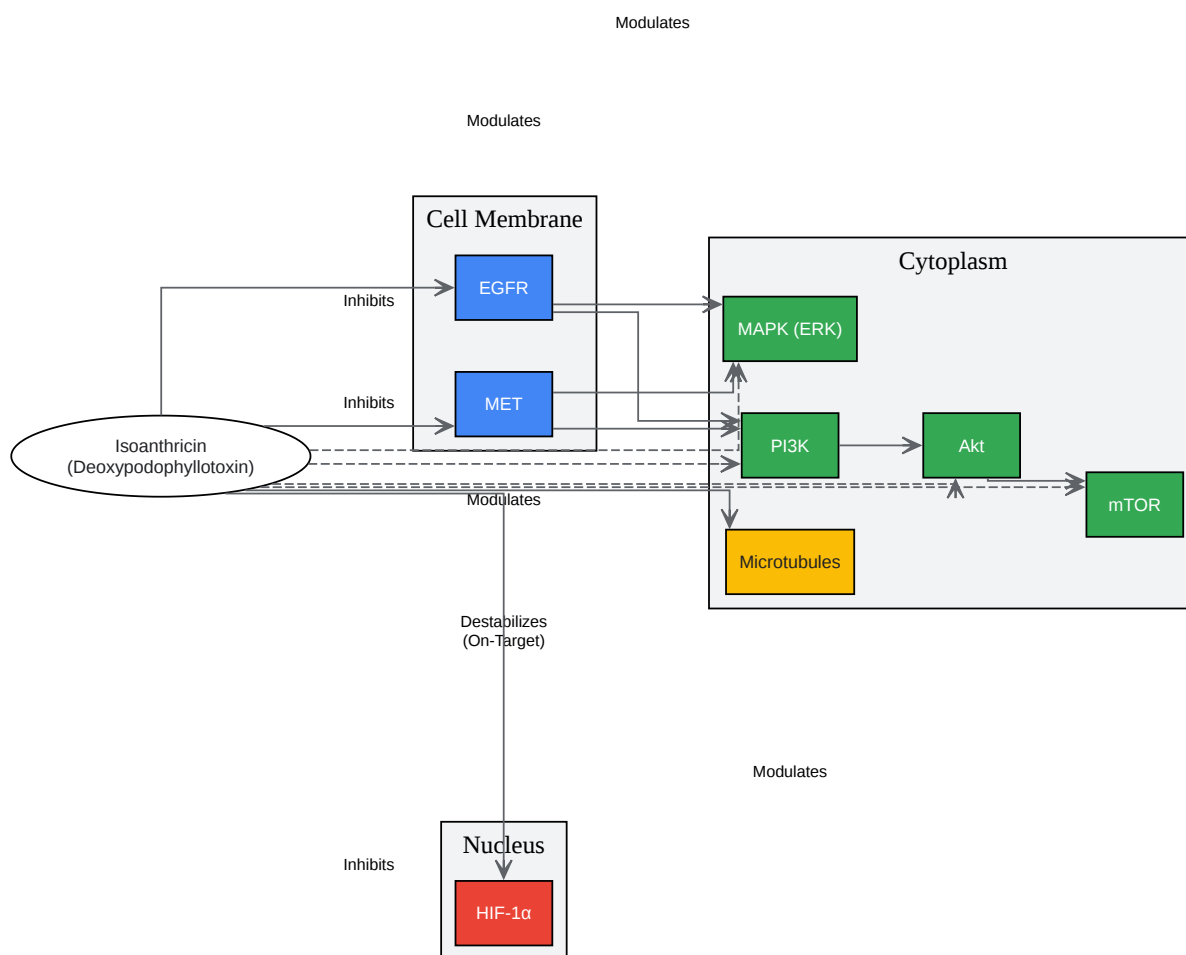 Modulates
Modulates
Cell Membrane
Cytoplasm
EGFR
Inhibits
MAPK (ERK)
Inhibits
MET
Isoanthricin
(Deoxypodophyllotoxin)
PI3K
Akt
Modulates
mTOR
Microtubules
Destabilizes
(On-Target)
Modulates
Nucleus
Inhibits
HIF-1α